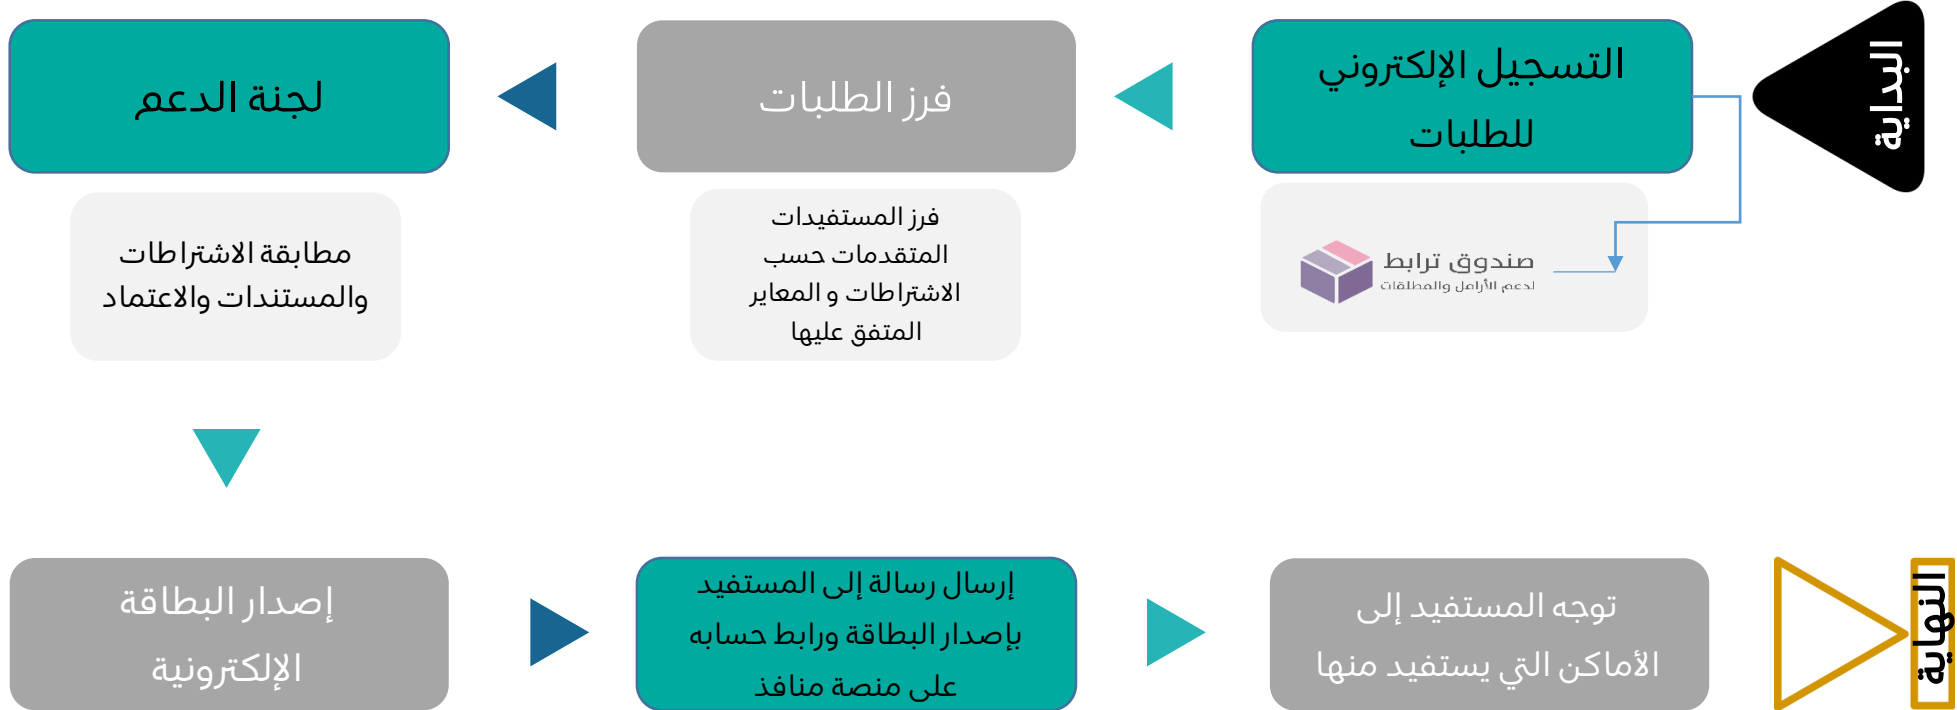 البداية
التسجيل الإلكتروني
للطلبات
صندوق ترابط
لدعم الأرامل والمطلقات
فرز الطلبات
فرز المستفيدات
المتقدمات حسب
الاشتراطات و المعاير
المتفق عليها
لجنة الدعم
مطابقة الاشتراطات
والمستندات والاعتماد
إصدار البطاقة
الإلكترونية
إرسال رسالة إلى المستفيد
بإصدار البطاقة ورابط حسابه
على منصة منافذ
توجه المستفيد إلى
الأماكن التي يستفيد منها
النهاية